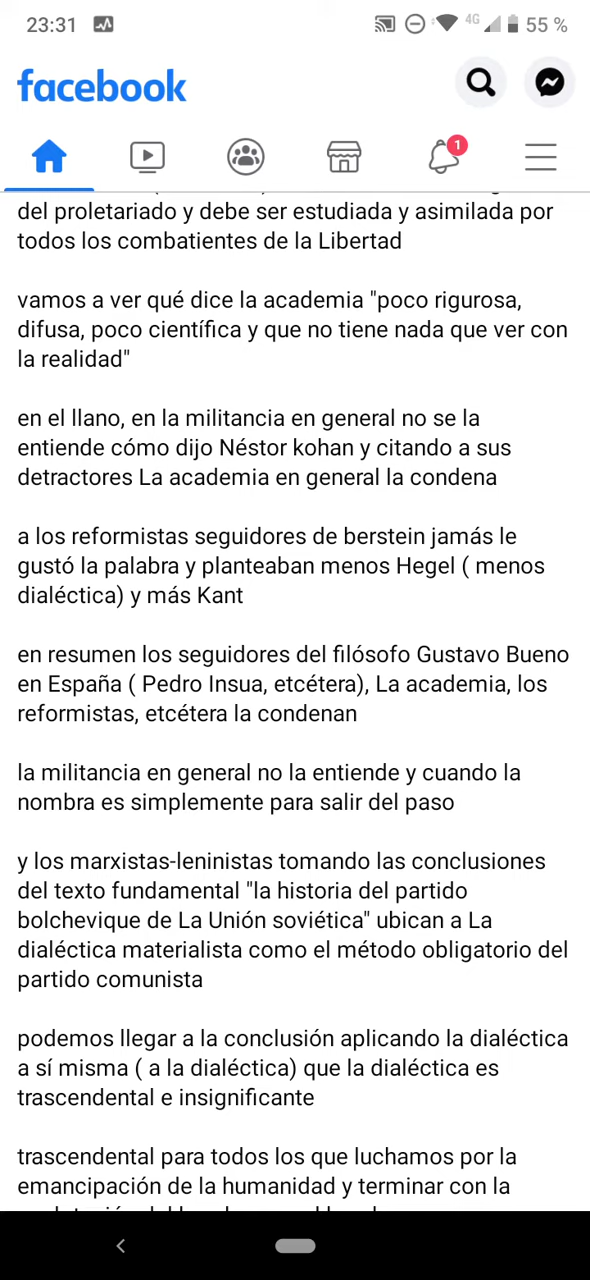 23:31
4G
55 %
facebook
1
del proletariado y debe ser estudiada y asimilada por
todos los combatientes de la Libertad
vamos a ver qué dice la academia "poco rigurosa,
difusa, poco científica y que no tiene nada que ver con
la realidad"
en el llano, en la militancia en general no se la
entiende cómo dijo Néstor kohan y citando a sus
detractores La academia en general la condena
a los reformistas seguidores de berstein jamás le
gustó la palabra y planteaban menos Hegel ( menos
dialéctica) y más Kant
en resumen los seguidores del filósofo Gustavo Bueno
en España ( Pedro Insua, etcétera), La academia, los
reformistas, etcétera la condenan
la militancia en general no la entiende y cuando la
nombra es simplemente para salir del paso
y los marxistas-leninistas tomando las conclusiones
del texto fundamental "la historia del partido
bolchevique de La Unión soviética" ubican a La
dialéctica materialista como el método obligatorio del
partido comunista
podemos llegar a la conclusión aplicando la dialéctica
a sí misma ( a la dialéctica) que la dialéctica es
trascendental e insignificante
trascendental para todos los que luchamos por la
emancipación de la humanidad y terminar con la